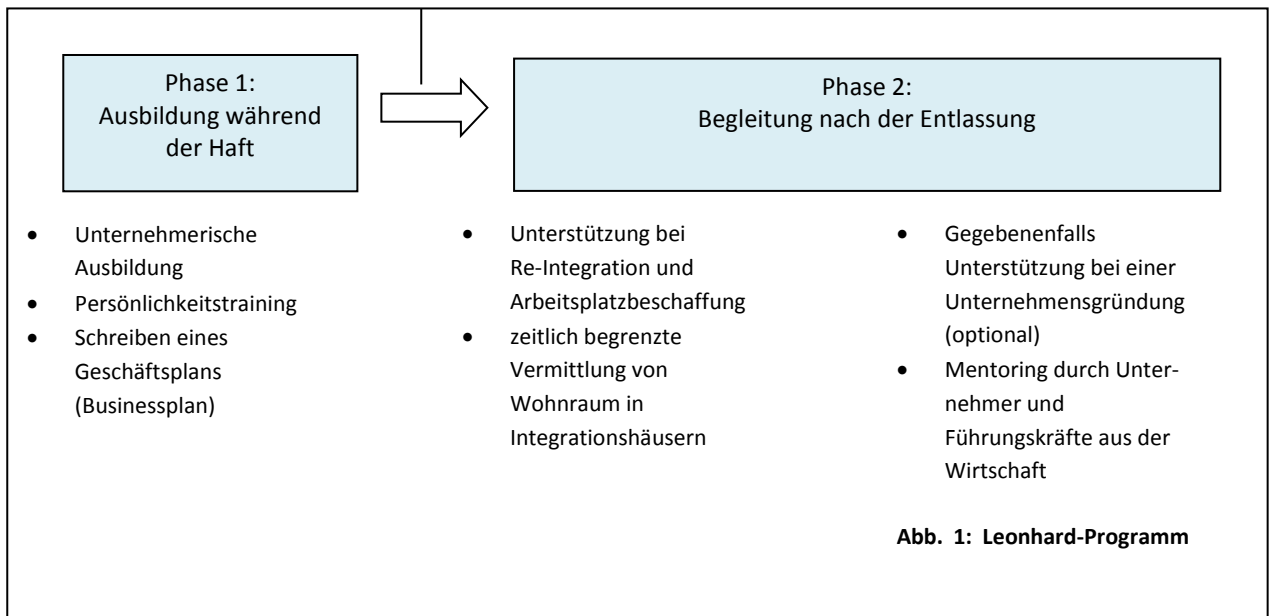 Phase 1:
Ausbildung während
der Haft
Phase 2:
Begleitung nach der Entlassung
• Unternehmerische
Ausbildung
• Persönlichkeitstraining
• Schreiben eines
Geschäftsplans
(Businessplan)
• Unterstützung bei
Re-Integration und
Arbeitsplatzbeschaffung
• zeitlich begrenzte
Vermittlung von
Wohnraum in
Integrationshäusern
• Gegebenenfalls
Unterstützung bei einer
Unternehmensgründung
(optional)
• Mentoring durch Unter-
nehmer und
Führungskräfte aus der
Wirtschaft
Abb. 1: Leonhard-Programm